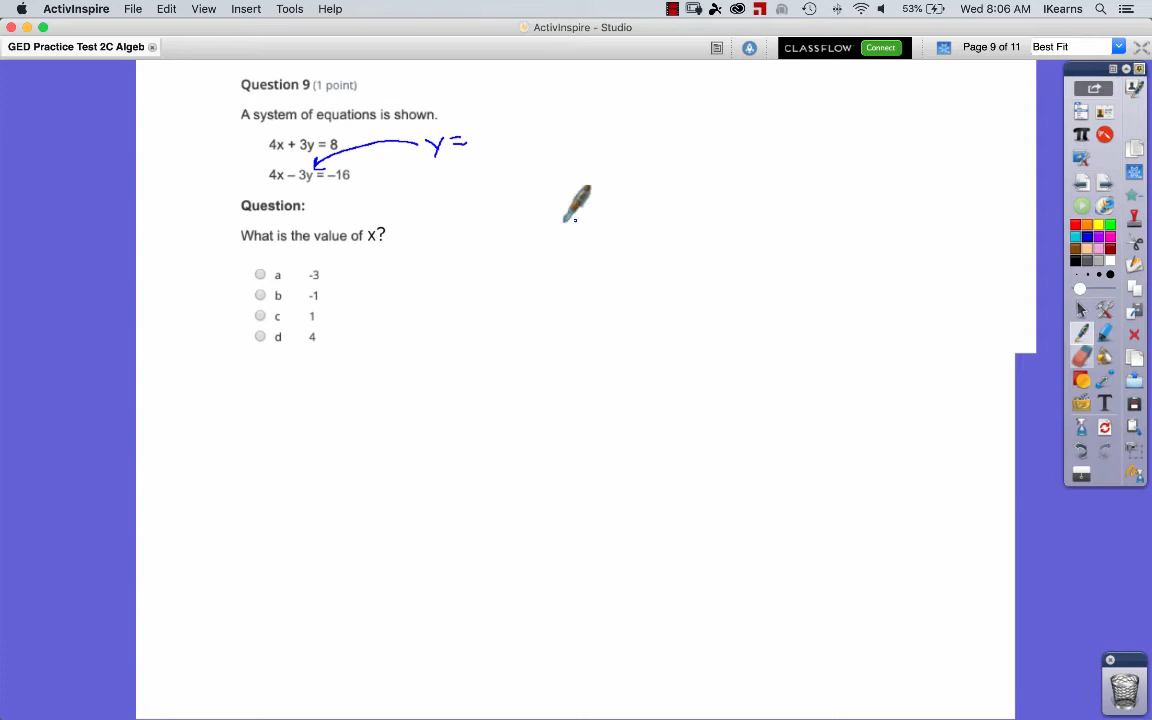 ActivInspire File Edit View Insert Tools Help 53% Wed 8:06 AM IKearns
ActivInspire - Studio
GED Practice Test 2C Algeb CLASSFLOW Connect Page 9 of 11 Best Fit
Question 9 (1 point)
A system of equations is shown.
4x + 3y = 8 y =
4x – 3y = –16
Question:
What is the value of x?
a -3
b -1
c 1
d 4